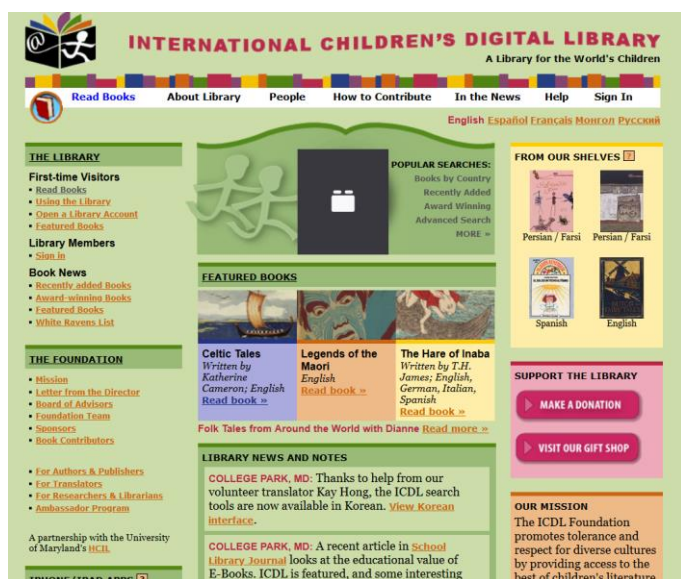 @
INTERNATIONAL CHILDREN'S DIGITAL LIBRARY
A Library for the World's Children
Read Books About Library People How to Contribute In the News Help Sign In
English Español Français Монгол Русский
THE LIBRARY
First-time Visitors
• Read Books
• Using the Library
• Open a Library Account
• Featured Books
Library Members
• Sign in
Book News
• Recently added Books
• Award-winning Books
• Featured Books
• White Ravens List
THE FOUNDATION
• Mission
• Letter from the Director
• Board of Advisors
• Foundation Team
• Sponsors
• Book Contributors
• For Authors & Publishers
• For Translators
• For Researchers & Librarians
• Ambassador Program
A partnership with the University
of Maryland's HCIL
IPHONE/IPAD APPS ?
POPULAR SEARCHES:
Books by Country
Recently Added
Award Winning
Advanced Search
MORE »
FEATURED BOOKS
Celtic Tales
Written by
Katherine
Cameron; English
Read book »
Legends of the
Maori
English
Read book »
The Hare of Inaba
Written by T.H.
James; English,
German, Italian,
Spanish
Read book »
Folk Tales from Around the World with Dianne Read more »
LIBRARY NEWS AND NOTES
COLLEGE PARK, MD: Thanks to help from our
volunteer translator Kay Hong, the ICDL search
tools are now available in Korean. View Korean
interface.
COLLEGE PARK, MD: A recent article in School
Library Journal looks at the educational value of
E-Books. ICDL is featured, and some interesting
FROM OUR SHELVES ?
Persian / Farsi Persian / Farsi
Spanish English
SUPPORT THE LIBRARY
MAKE A DONATION
VISIT OUR GIFT SHOP
OUR MISSION
The ICDL Foundation
promotes tolerance and
respect for diverse cultures
by providing access to the
best of children's literature